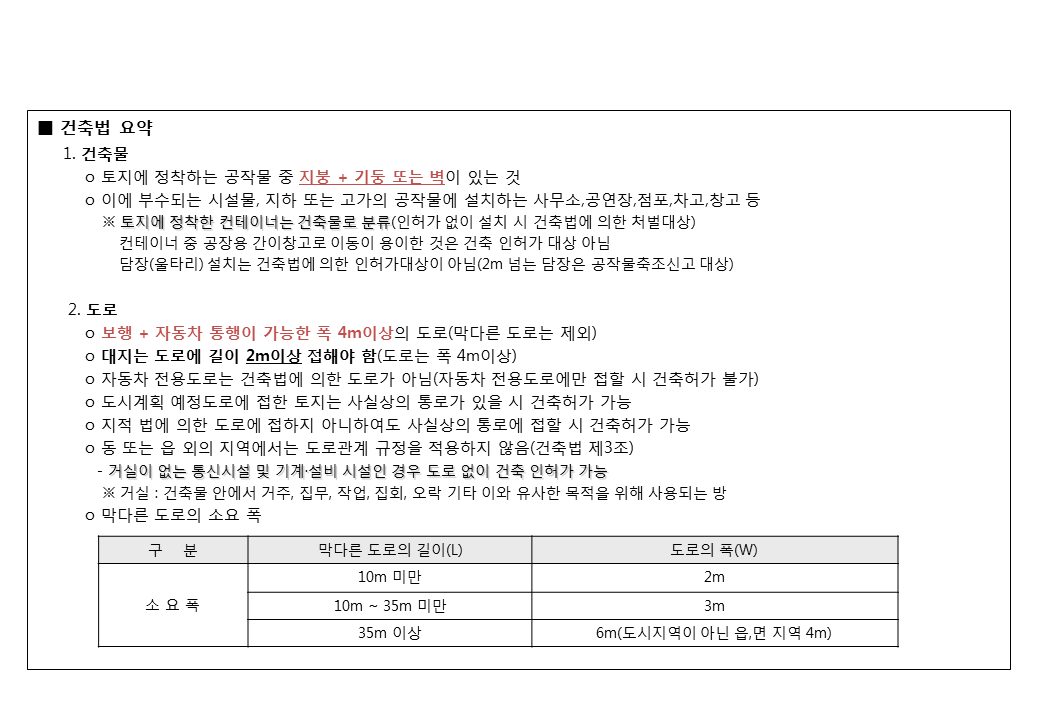 ■ 건축법 요약
1. 건축물
o 토지에 정착하는 공작물 중 지붕 + 기둥 또는 벽이 있는 것
o 이에 부수되는 시설물, 지하 또는 고가의 공작물에 설치하는 사무소,공연장,점포,차고,창고 등
※ 토지에 정착한 컨테이너는 건축물로 분류(인허가 없이 설치 시 건축법에 의한 처벌대상)
컨테이너 중 공장용 간이창고로 이동이 용이한 것은 건축 인허가 대상 아님
담장(울타리) 설치는 건축법에 의한 인허가대상이 아님(2m 넘는 담장은 공작물축조신고 대상)
2. 도로
o 보행 + 자동차 통행이 가능한 폭 4m이상의 도로(막다른 도로는 제외)
o 대지는 도로에 길이 2m이상 접해야 함(도로는 폭 4m이상)
o 자동차 전용도로는 건축법에 의한 도로가 아님(자동차 전용도로에만 접할 시 건축허가 불가)
o 도시계획 예정도로에 접한 토지는 사실상의 통로가 있을 시 건축허가 가능
o 지적 법에 의한 도로에 접하지 아니하여도 사실상의 통로에 접할 시 건축허가 가능
o 동 또는 읍 외의 지역에서는 도로관계 규정을 적용하지 않음(건축법 제3조)
- 거실이 없는 통신시설 및 기계·설비 시설인 경우 도로 없이 건축 인허가 가능
※ 거실 : 건축물 안에서 거주, 집무, 작업, 집회, 오락 기타 이와 유사한 목적을 위해 사용되는 방
o 막다른 도로의 소요 폭
구 분 막다른 도로의 길이(L) 도로의 폭(W)
소 요 폭 10m 미만 2m
10m ~ 35m 미만 3m
35m 이상 6m(도시지역이 아닌 읍,면 지역 4m)